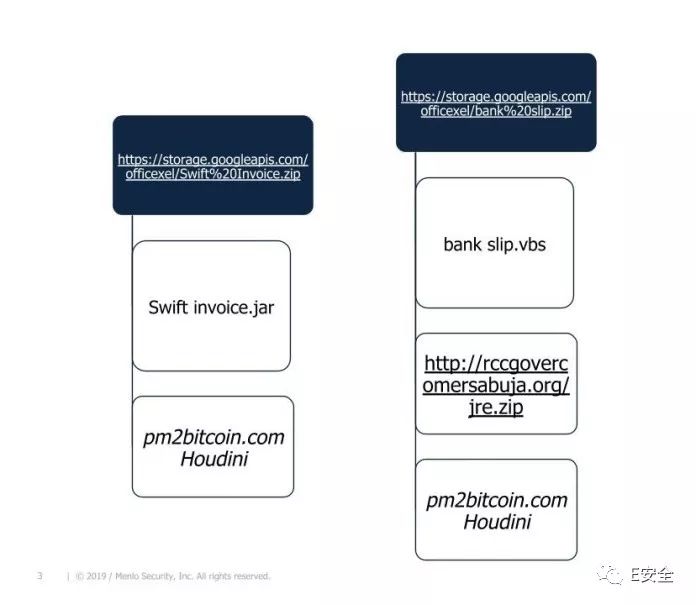 https://storage.googleapis.com/
officexel/Swift%20Invoice.zip
Swift invoice.jar
pm2bitcoin.com
Houdini
https://storage.googleapis.com/
officexel/bank%20slip.zip
bank slip.vbs
http://rccgoverc
omersabuja.org/
jre.zip
pm2bitcoin.com
Houdini
3 | © 2019 / Menlo Security, Inc. All rights reserved.
E安全